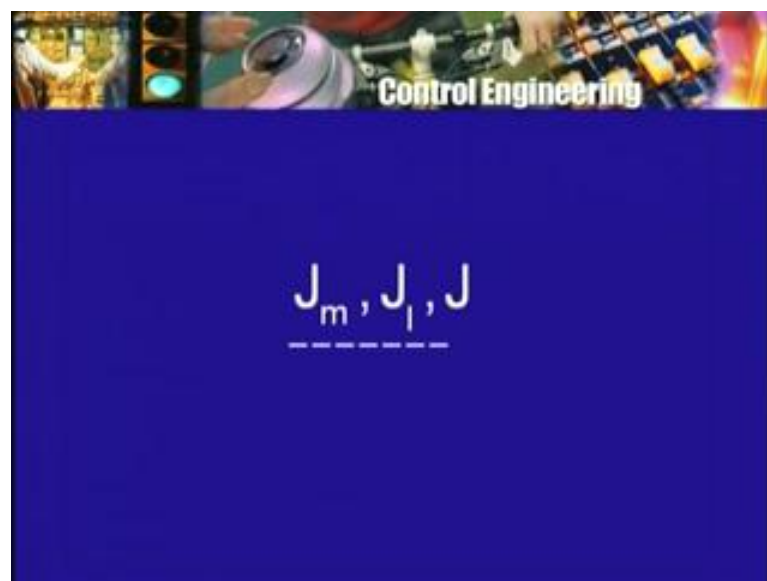 Control Engineering
Jₘ, Jₗ, J
-------